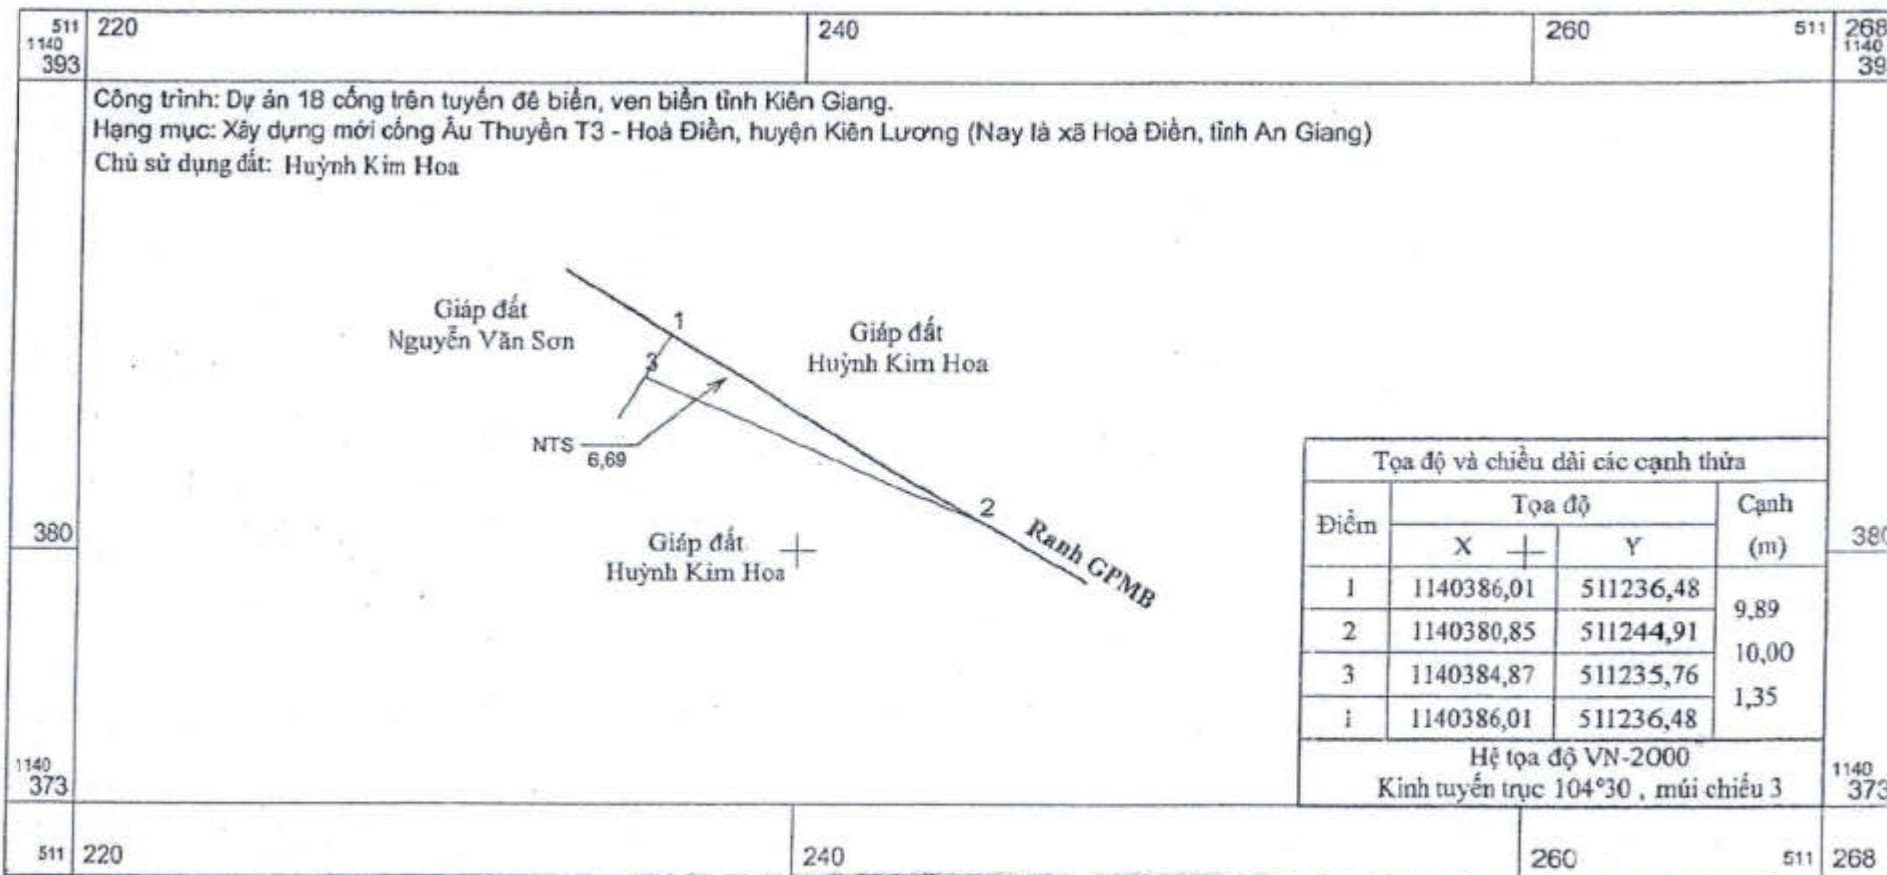 511 220 240 260 511 268
1140 1140
393 39
Công trình: Dự án 18 cống trên tuyến đê biển, ven biển tỉnh Kiên Giang.
Hạng mục: Xây dựng mới cống Âu Thuyền T3 - Hoà Điền, huyện Kiên Lương (Nay là xã Hoà Điền, tỉnh An Giang)
Chủ sử dụng đất: Huỳnh Kim Hoa
Giáp đất
Nguyễn Văn Sơn
1
3
Giáp đất
Huỳnh Kim Hoa
NTS
6,69
2
Ranh GPMB
Giáp đất
Huỳnh Kim Hoa
380
380
Tọa độ và chiều dài các cạnh thửa
Điểm Tọa độ Cạnh
X Y (m)
1 1140386,01 511236,48
9,89
2 1140380,85 511244,91
10,00
3 1140384,87 511235,76
1,35
1 1140386,01 511236,48
Hệ tọa độ VN-2000
Kinh tuyến trục 104°30 , múi chiếu 3
1140 1140
373 373
511 220 240 260 511 268